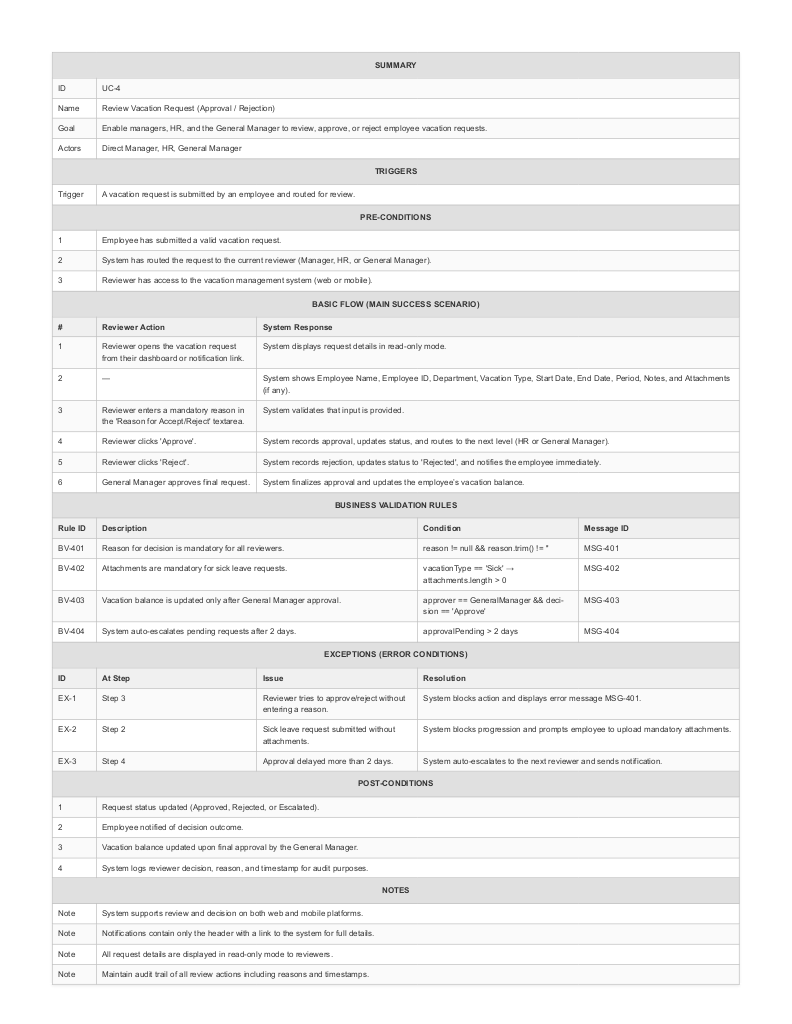 SUMMARY
ID UC-4
Name Review Vacation Request (Approval / Rejection)
Goal Enable managers, HR, and the General Manager to review, approve, or reject employee vacation requests.
Actors Direct Manager, HR, General Manager
TRIGGERS
Trigger A vacation request is submitted by an employee and routed for review.
PRE-CONDITIONS
1 Employee has submitted a valid vacation request.
2 System has routed the request to the current reviewer (Manager, HR, or General Manager).
3 Reviewer has access to the vacation management system (web or mobile).
BASIC FLOW (MAIN SUCCESS SCENARIO)
# Reviewer Action System Response
1 Reviewer opens the vacation request System displays request details in read-only mode.
from their dashboard or notification link.
2 — System shows Employee Name, Employee ID, Department, Vacation Type, Start Date, End Date, Period, Notes, and Attachments
(if any).
3 Reviewer enters a mandatory reason in System validates that input is provided.
the 'Reason for Accept/Reject' textarea.
4 Reviewer clicks 'Approve'. System records approval, updates status, and routes to the next level (HR or General Manager).
5 Reviewer clicks 'Reject'. System records rejection, updates status to 'Rejected', and notifies the employee immediately.
6 General Manager approves final request. System finalizes approval and updates the employee's vacation balance.
BUSINESS VALIDATION RULES
Rule ID Description Condition Message ID
BV-401 Reason for decision is mandatory for all reviewers. reason != null && reason.trim() != '' MSG-401
BV-402 Attachments are mandatory for sick leave requests. vacationType == 'Sick' → MSG-402
attachments.length > 0
BV-403 Vacation balance is updated only after General Manager approval. approver == GeneralManager && deci- MSG-403
sion == 'Approve'
BV-404 System auto-escalates pending requests after 2 days. approvalPending > 2 days MSG-404
EXCEPTIONS (ERROR CONDITIONS)
ID At Step Issue Resolution
EX-1 Step 3 Reviewer tries to approve/reject without System blocks action and displays error message MSG-401.
entering a reason.
EX-2 Step 2 Sick leave request submitted without System blocks progression and prompts employee to upload mandatory attachments.
attachments.
EX-3 Step 4 Approval delayed more than 2 days. System auto-escalates to the next reviewer and sends notification.
POST-CONDITIONS
1 Request status updated (Approved, Rejected, or Escalated).
2 Employee notified of decision outcome.
3 Vacation balance updated upon final approval by the General Manager.
4 System logs reviewer decision, reason, and timestamp for audit purposes.
NOTES
Note System supports review and decision on both web and mobile platforms.
Note Notifications contain only the header with a link to the system for full details.
Note All request details are displayed in read-only mode to reviewers.
Note Maintain audit trail of all review actions including reasons and timestamps.